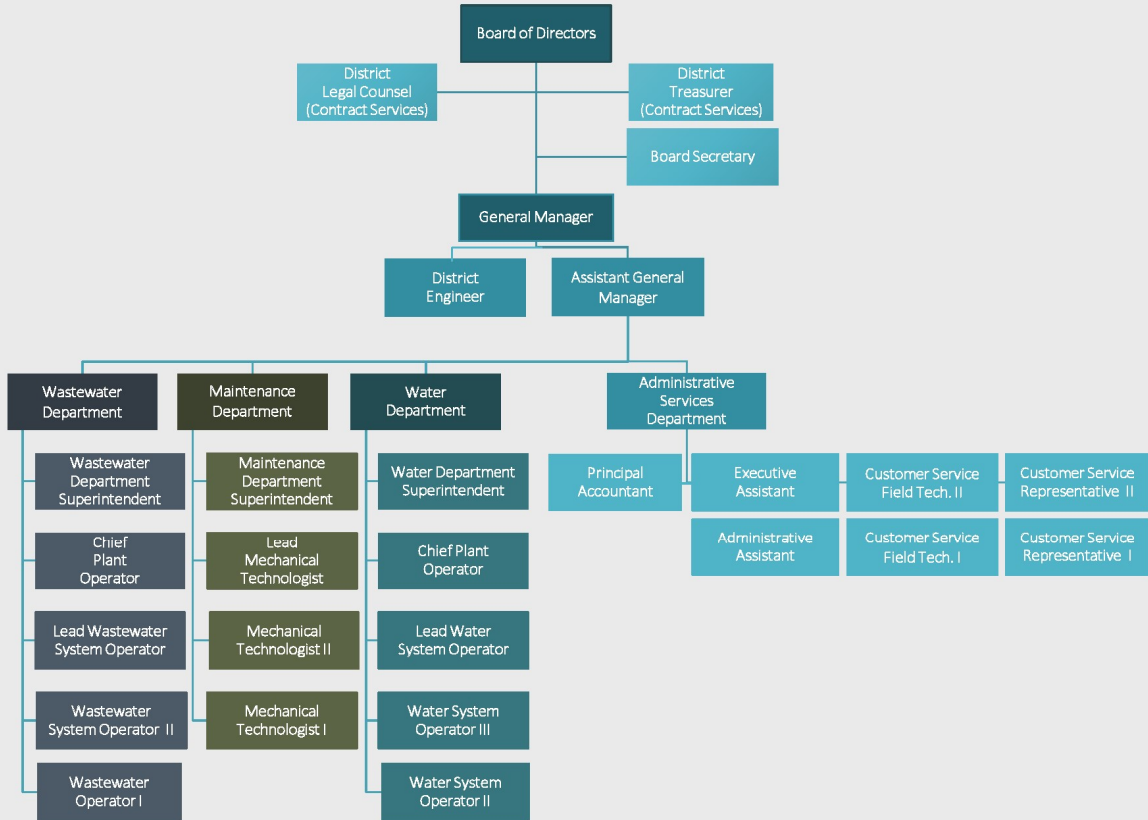 Board of Directors
District
Legal Counsel
(Contract Services)
District
Treasurer
(Contract Services)
Board Secretary
General Manager
District
Engineer
Assistant General
Manager
Wastewater
Department
Maintenance
Department
Water
Department
Administrative
Services
Department
Wastewater
Department
Superintendent
Chief
Plant
Operator
Lead Wastewater
System Operator
Wastewater
System Operator II
Wastewater
Operator I
Maintenance
Department
Superintendent
Lead
Mechanical
Technologist
Mechanical
Technologist II
Mechanical
Technologist I
Water Department
Superintendent
Chief Plant
Operator
Lead Water
System Operator
Water System
Operator III
Water System
Operator II
Principal
Accountant
Executive
Assistant
Customer Service
Field Tech. II
Customer Service
Representative II
Administrative
Assistant
Customer Service
Field Tech. I
Customer Service
Representative I